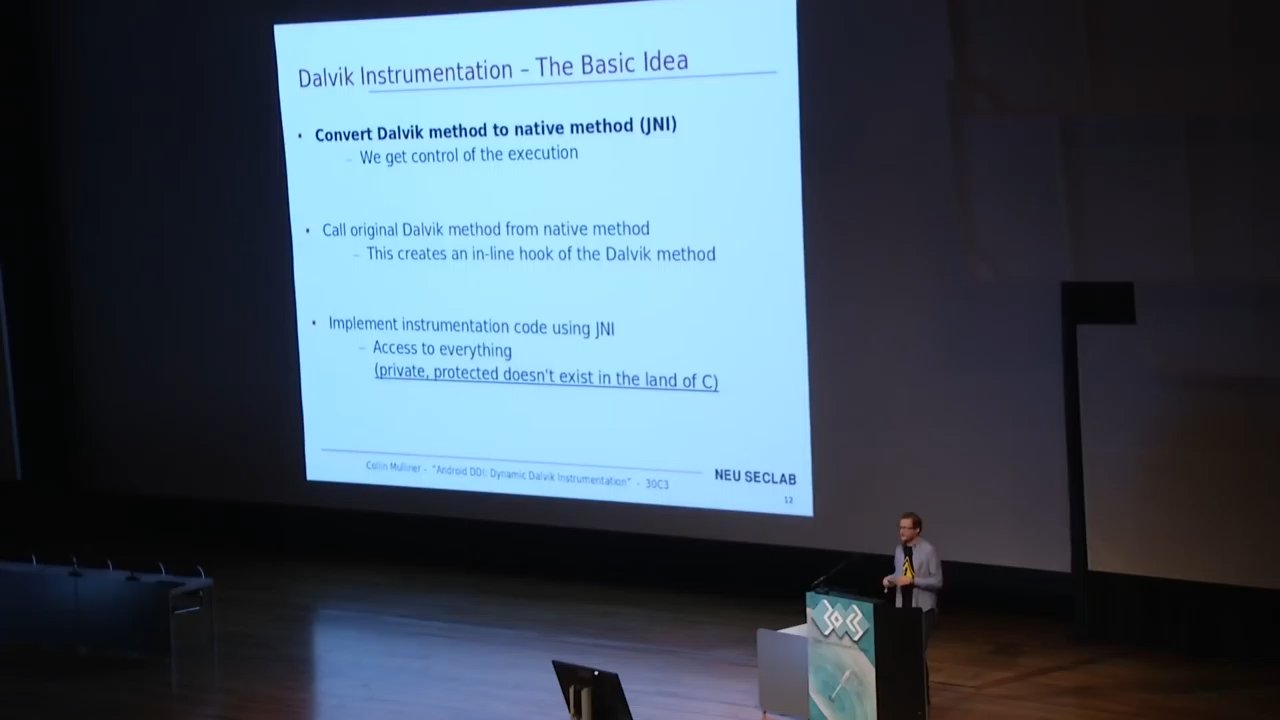 Dalvik Instrumentation – The Basic Idea
• Convert Dalvik method to native method (JNI)
– We get control of the execution
• Call original Dalvik method from native method
– This creates an in-line hook of the Dalvik method
• Implement instrumentation code using JNI
– Access to everything
(private, protected doesn't exist in the land of C)
Collin Mulliner - "Android DDI: Dynamic Dalvik Instrumentation" - 30C3
NEU SECLAB
12
30C3